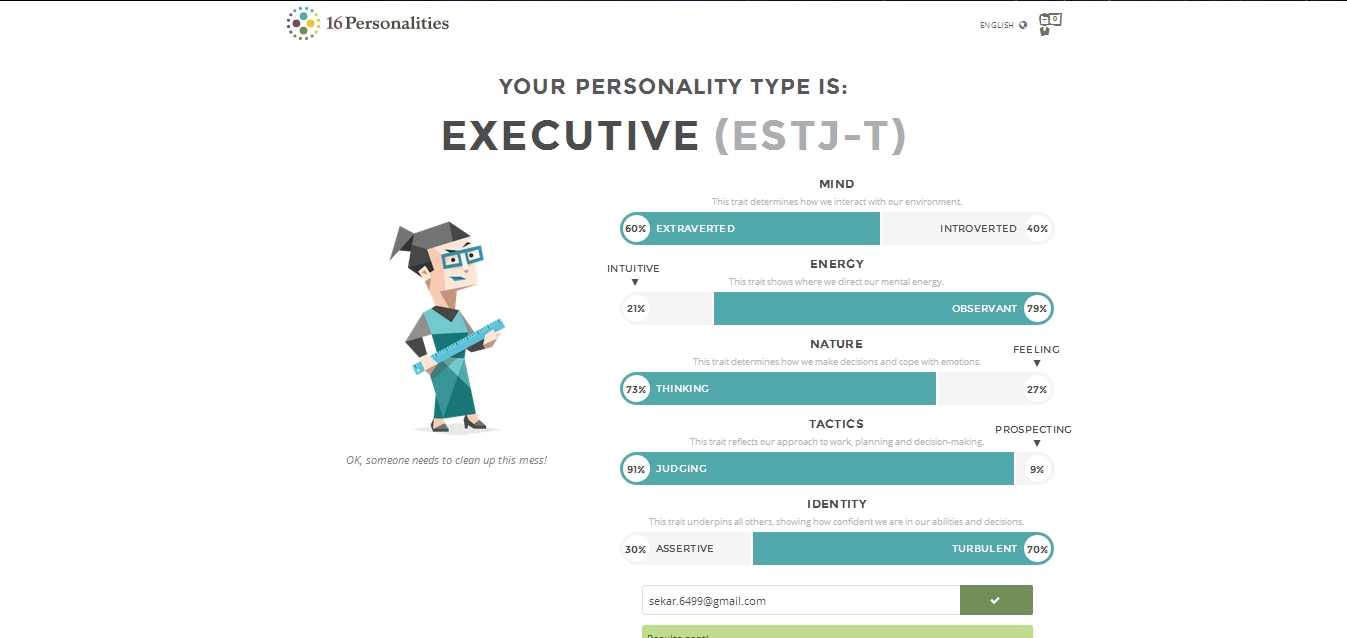 16Personalities
ENGLISH
0
YOUR PERSONALITY TYPE IS:
EXECUTIVE (ESTJ-T)
MIND
This trait determines how we interact with our environment.
60% EXTRAVERTED INTROVERTED 40%
ENERGY
INTUITIVE
This trait shows where we direct our mental energy.
21% OBSERVANT 79%
NATURE
FEELING
This trait determines how we make decisions and cope with emotions.
73% THINKING 27%
TACTICS
PROSPECTING
This trait reflects our approach to work, planning and decision-making.
91% JUDGING 9%
IDENTITY
This trait underpins all others, showing how confident we are in our abilities and decisions.
30% ASSERTIVE TURBULENT 70%
OK, someone needs to clean up this mess!
sekar.6499@gmail.com
Results sent!